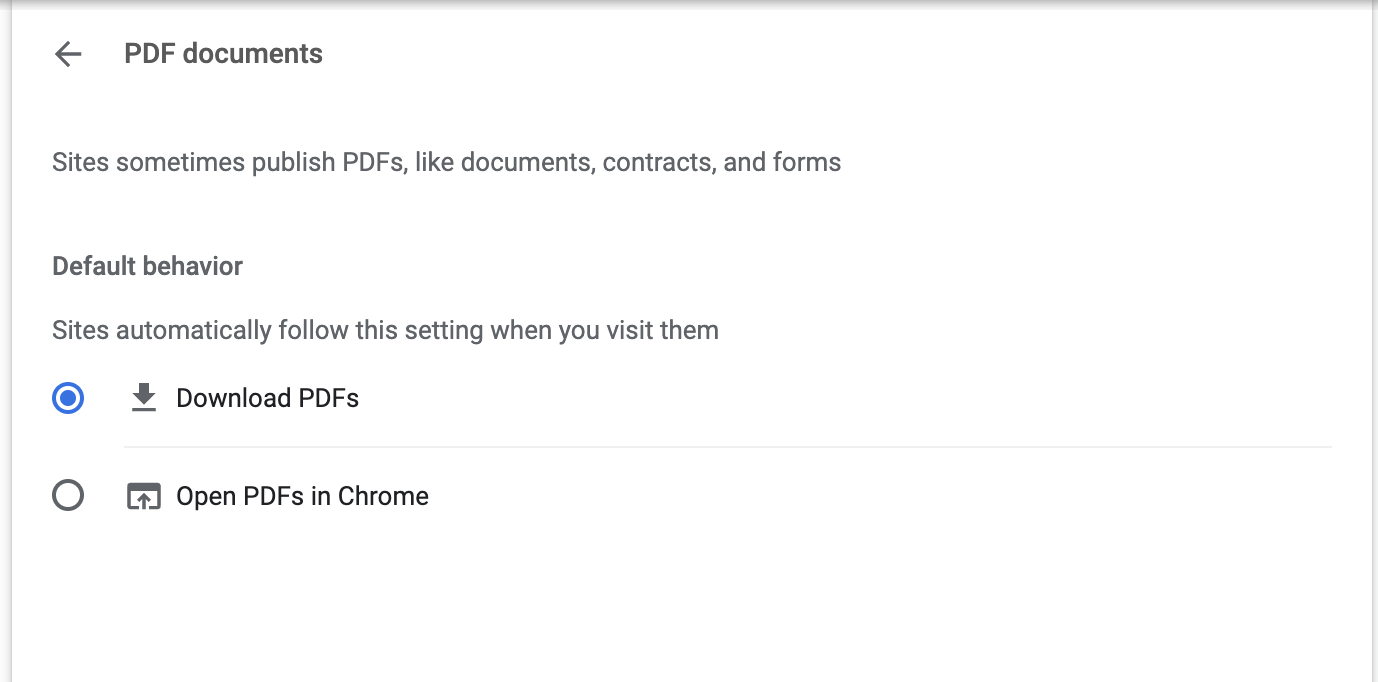 PDF documents
Sites sometimes publish PDFs, like documents, contracts, and forms
Default behavior
Sites automatically follow this setting when you visit them
Download PDFs
Open PDFs in Chrome